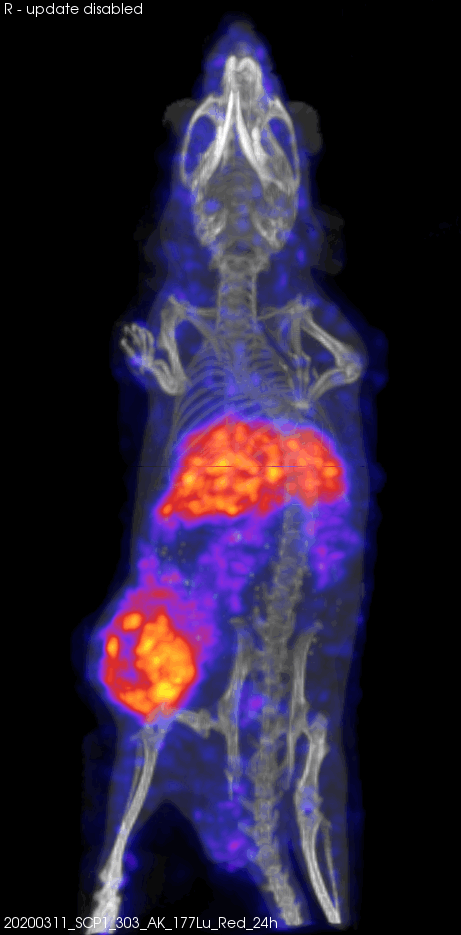 R - update disabled
20200311_SCP1_303_AK_177Lu_Red_24h